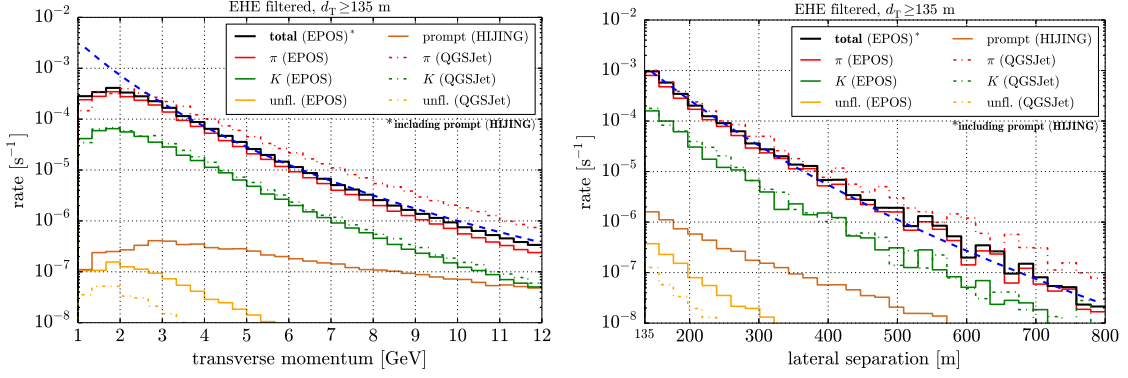 EHE filtered, d_T ≥135 m
10^−2
10^−3
10^−4
10^−5
10^−6
10^−7
10^−8
rate [s^−1]
total (EPOS)*
π (EPOS)
K (EPOS)
unfl. (EPOS)
prompt (HIJING)
π (QGSJet)
K (QGSJet)
unfl. (QGSJet)
*including prompt (HIJING)
1 2 3 4 5 6 7 8 9 10 11 12
transverse momentum [GeV]
EHE filtered, d_T ≥135 m
10^−2
10^−3
10^−4
10^−5
10^−6
10^−7
10^−8
rate [s^−1]
total (EPOS)*
π (EPOS)
K (EPOS)
unfl. (EPOS)
prompt (HIJING)
π (QGSJet)
K (QGSJet)
unfl. (QGSJet)
*including prompt (HIJING)
135 200 300 400 500 600 700 800
lateral separation [m]